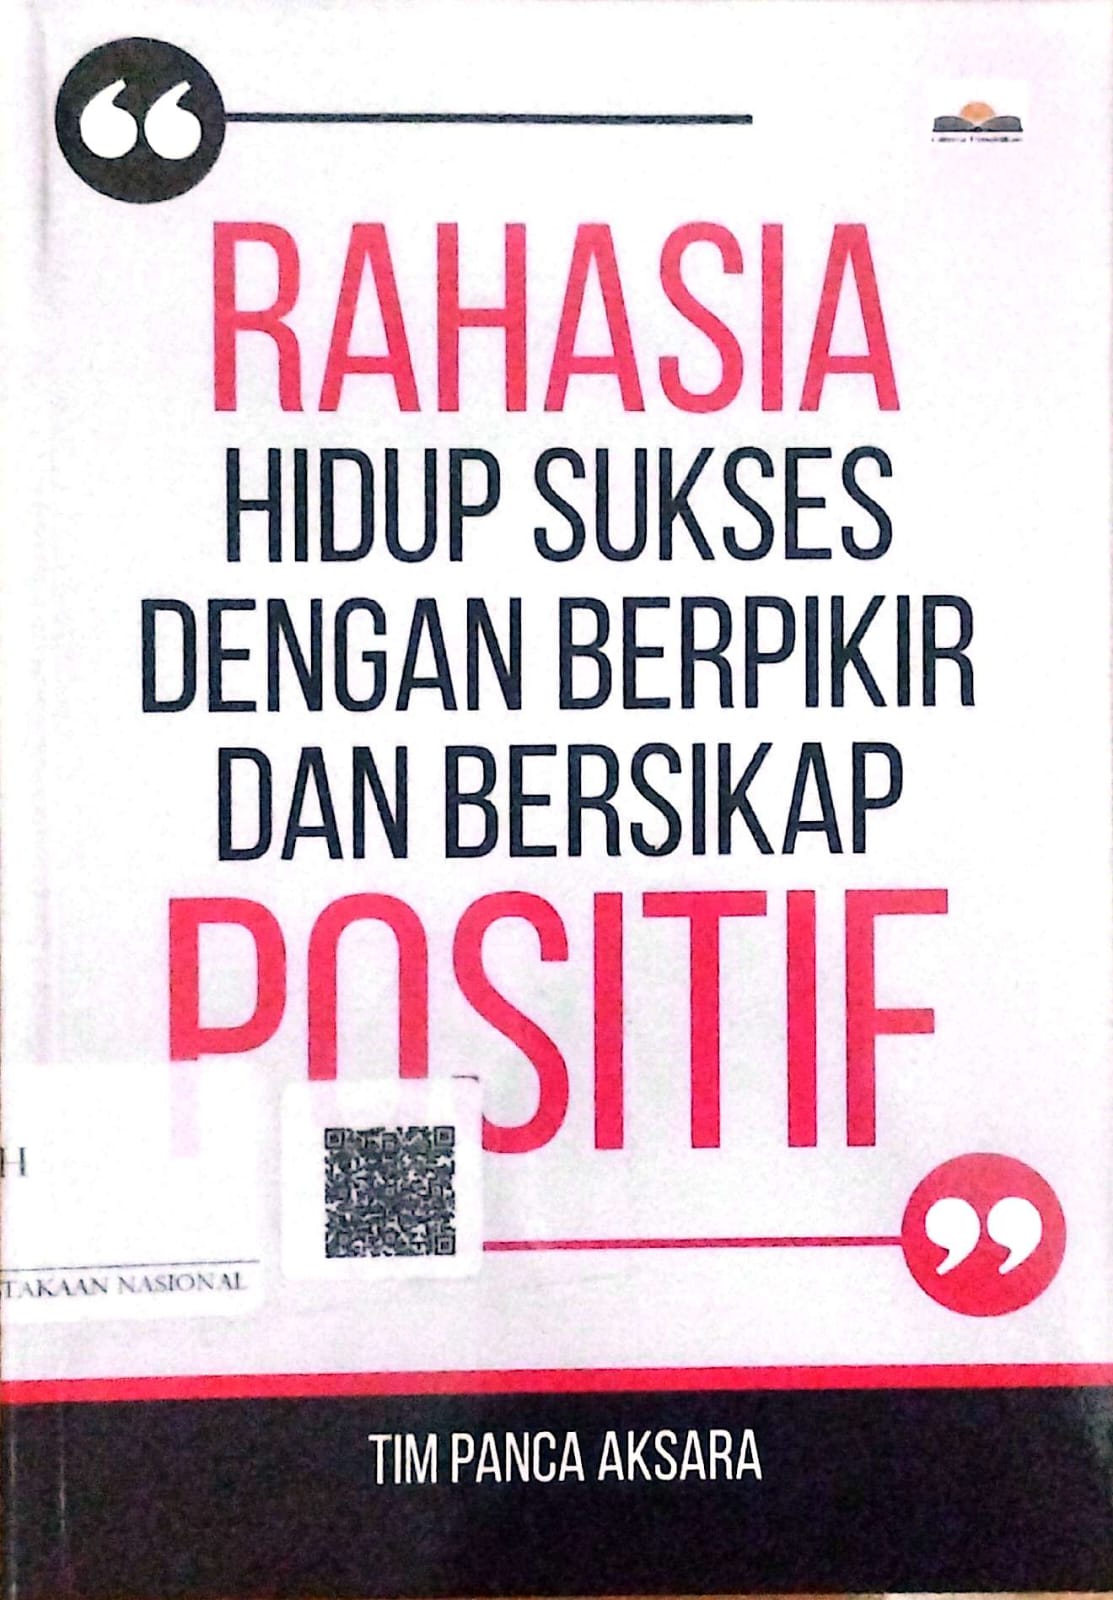 RAHASIA
HIDUP SUKSES
DENGAN BERPIKIR
DAN BERSIKAP
POSITIF
H
TAKAAN NASIONAL
TIM PANCA AKSARA